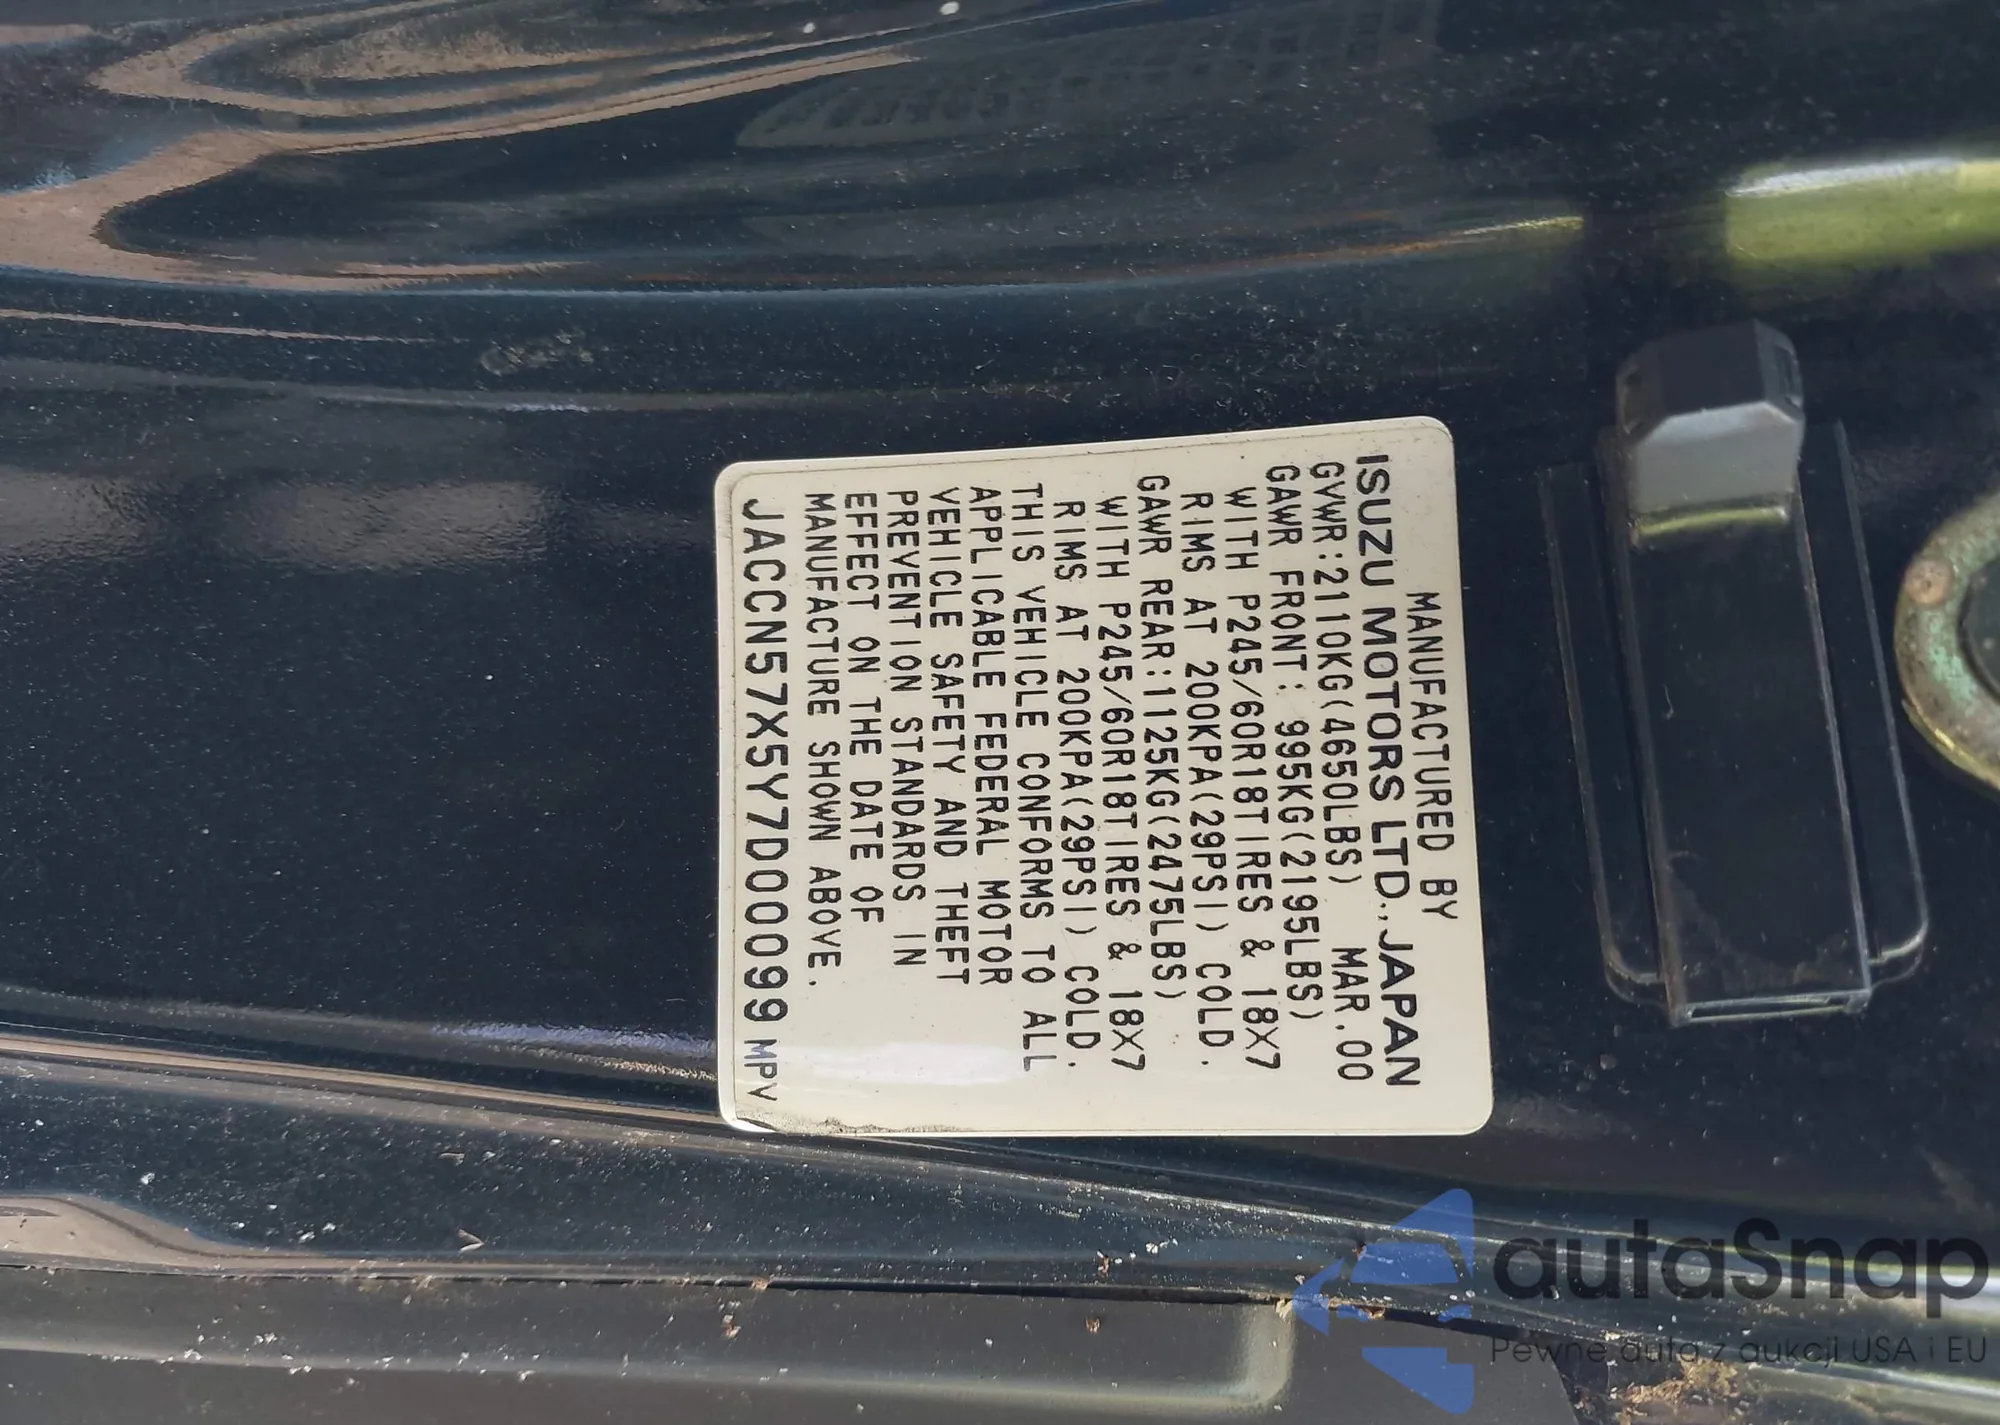 MANUFACTURED BY
ISUZU MOTORS LTD., JAPAN
GVWR:2110KG(4650LBS) MAR.00
GAWR FRONT: 995KG(2195LBS)
WITH P245/60R18TIRES & 18X7
RIMS AT 200KPA(29PSI) COLD.
GAWR REAR:1125KG(2475LBS)
WITH P245/60R18TIRES & 18X7
RIMS AT 200KPA(29PSI) COLD.
THIS VEHICLE CONFORMS TO ALL
APPLICABLE FEDERAL MOTOR
VEHICLE SAFETY AND THEFT
PREVENTION STANDARDS IN
EFFECT ON THE DATE OF
MANUFACTURE SHOWN ABOVE.
JACCN57X5Y7D00099 MPV
autaSnap
Pewne auta z aukcji USA i EU